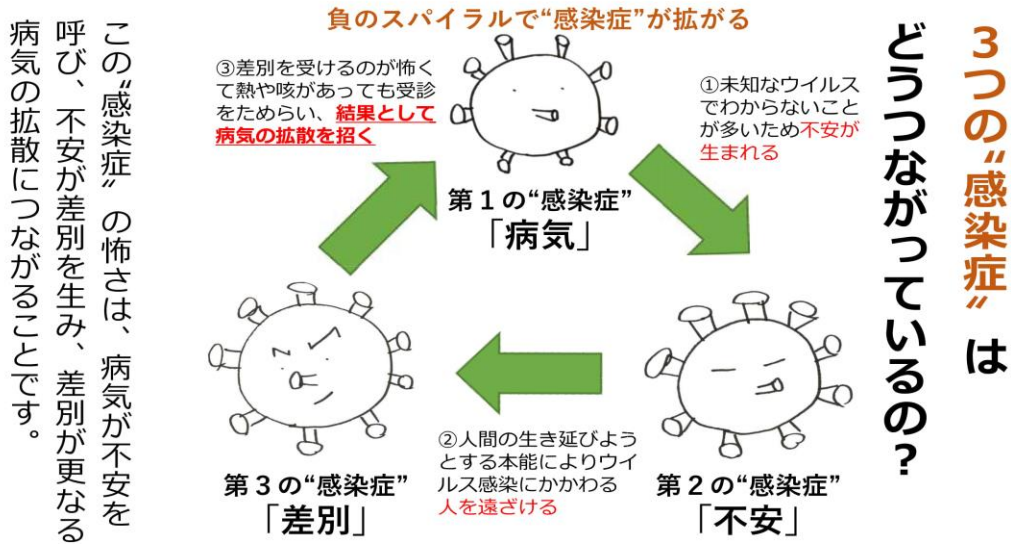 3つの“感染症”は
どうつながっているの?
負のスパイラルで“感染症”が拡がる
①未知なウイルス
でわからないこと
が多いため不安が
生まれる
第1の“感染症”
「病気」
②人間の生き延びよう
とする本能によりウイ
ルス感染にかかわる
人を遠ざける
第2の“感染症”
「不安」
③差別を受けるのが怖く
て熱や咳があっても受診
をためらい、結果として
病気の拡散を招く
第3の“感染症”
「差別」
この“感染症”の怖さは、病気が不安を
呼び、不安が差別を生み、差別が更なる
病気の拡散につながることです。